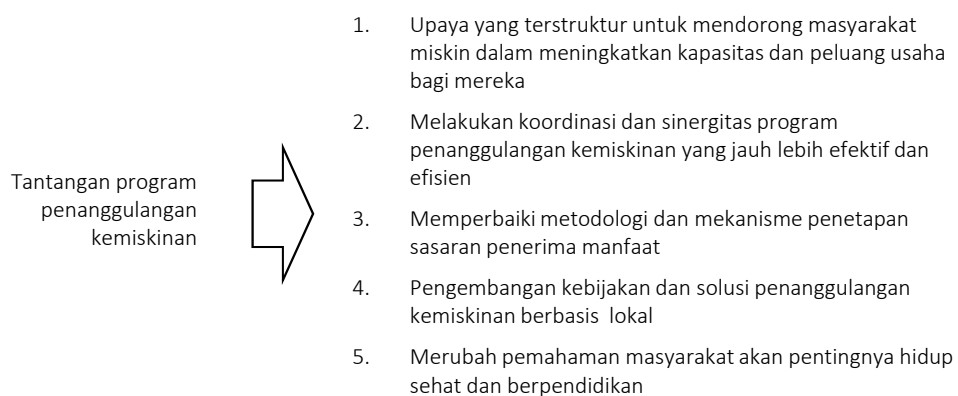 Tantangan program
penanggulangan
kemiskinan
1. Upaya yang terstruktur untuk mendorong masyarakat
miskin dalam meningkatkan kapasitas dan peluang usaha
bagi mereka
2. Melakukan koordinasi dan sinergitas program
penanggulangan kemiskinan yang jauh lebih efektif dan
efisien
3. Memperbaiki metodologi dan mekanisme penetapan
sasaran penerima manfaat
4. Pengembangan kebijakan dan solusi penanggulangan
kemiskinan berbasis lokal
5. Merubah pemahaman masyarakat akan pentingnya hidup
sehat dan berpendidikan